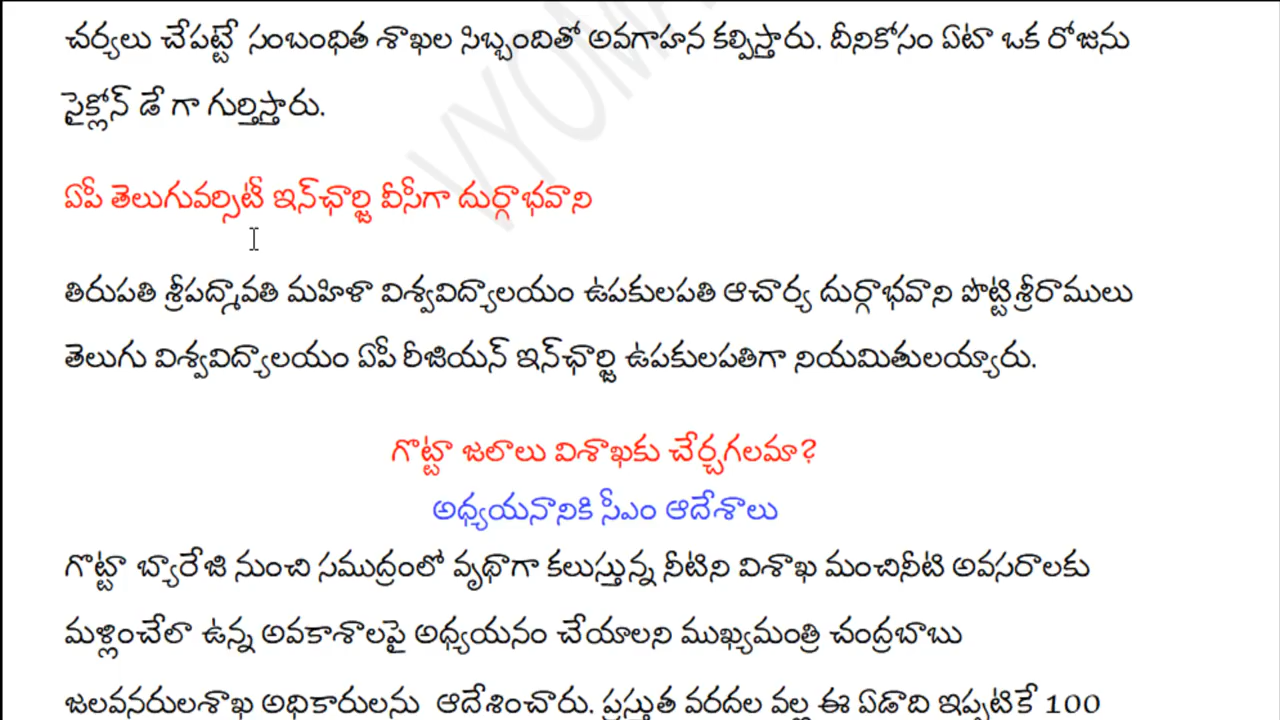 చర్యలు చేపట్టే సంబంధిత శాఖల సిబ్బందితో అవగాహన కల్పిస్తారు. దీనికోసం ఏటా ఒక రోజును
సైక్లోన్ డే గా గుర్తిస్తారు.
ఏపీ తెలుగువర్సిటీ ఇన్‌ఛార్జి వీసీగా దుర్గాభవాని
తిరుపతి శ్రీపద్మావతి మహిళా విశ్వవిద్యాలయం ఉపకులపతి ఆచార్య దుర్గాభవాని పొట్టిశ్రీరాములు
తెలుగు విశ్వవిద్యాలయం ఏపీ రీజియన్ ఇన్‌ఛార్జి ఉపకులపతిగా నియమితులయ్యారు.
గొట్టా జలాలు విశాఖకు చేర్చగలమా?
అధ్యయనానికి సీఎం ఆదేశాలు
గొట్టా బ్యారేజి నుంచి సముద్రంలో వృథాగా కలుస్తున్న నీటిని విశాఖ మంచినీటి అవసరాలకు
మళ్లించేలా ఉన్న అవకాశాలపై అధ్యయనం చేయాలని ముఖ్యమంత్రి చంద్రబాబు
జలవనరులశాఖ అధికారులను ఆదేశించారు. ప్రస్తుత వరదల వల్ల ఈ ఏడాది ఇప్పటికే 100